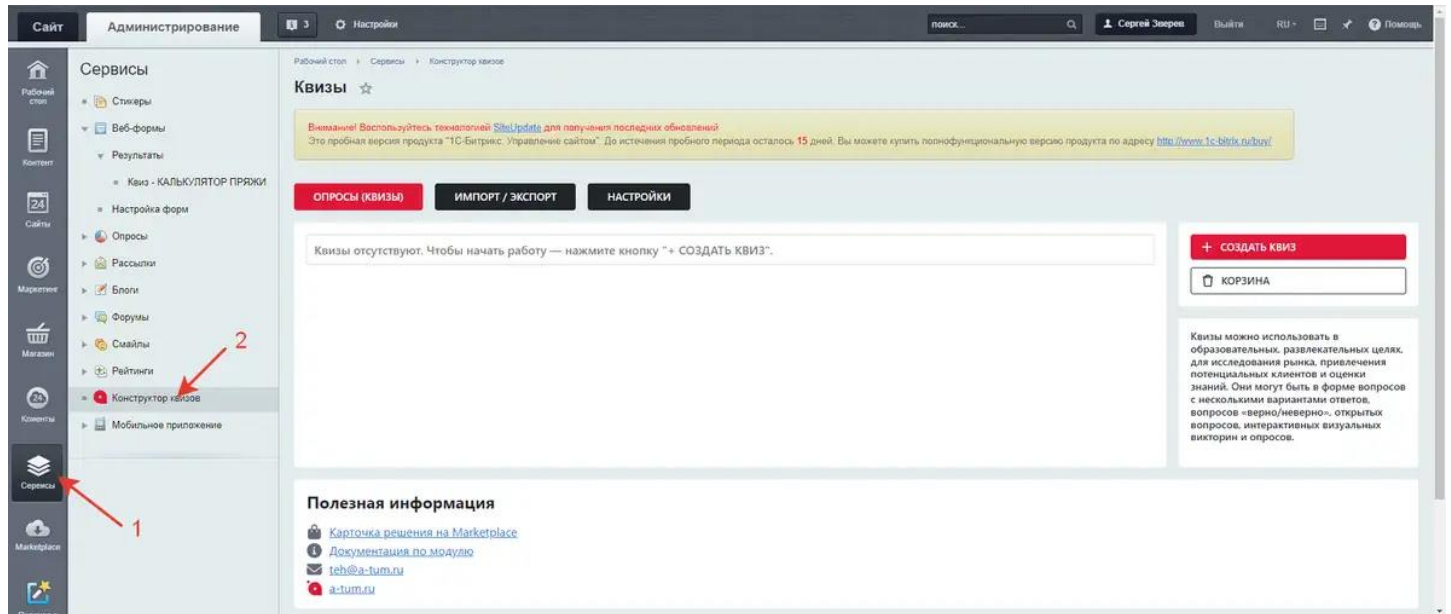 Сайт
Администрирование
3
Настройки
поиск...
Сергей Зверев
Выйти
RU
Помощь
Рабочий стол
Контент
24
Сайты
Маркетинг
Магазин
24
Клиенты
Сервисы
Marketplace
Сервисы
Стикеры
Веб-формы
Результаты
Квиз - КАЛЬКУЛЯТОР ПРЯЖИ
Настройка форм
Опросы
Рассылки
Блоги
Форумы
Смайлы
Рейтинги
Конструктор квизов
Мобильное приложение
2
1
Рабочий стол Сервисы Конструктор квизов
Квизы
Внимание! Воспользуйтесь технологией SiteUpdate для получения последних обновлений
Это пробная версия продукта "1С-Битрикс: Управление сайтом". До истечения пробного периода осталось 15 дней. Вы можете купить полнофункциональную версию продукта по адресу http://www.1c-bitrix.ru/buy/
ОПРОСЫ (КВИЗЫ)
ИМПОРТ / ЭКСПОРТ
НАСТРОЙКИ
Квизы отсутствуют. Чтобы начать работу — нажмите кнопку "+ СОЗДАТЬ КВИЗ".
+ СОЗДАТЬ КВИЗ
КОРЗИНА
Квизы можно использовать в
образовательных, развлекательных целях,
для исследования рынка, привлечения
потенциальных клиентов и оценки
знаний. Они могут быть в форме вопросов
с несколькими вариантами ответов,
вопросов «верно/неверно», открытых
вопросов, интерактивных визуальных
викторин и опросов.
Полезная информация
Карточка решения на Marketplace
Документация по модулю
teh@a-tum.ru
a-tum.ru